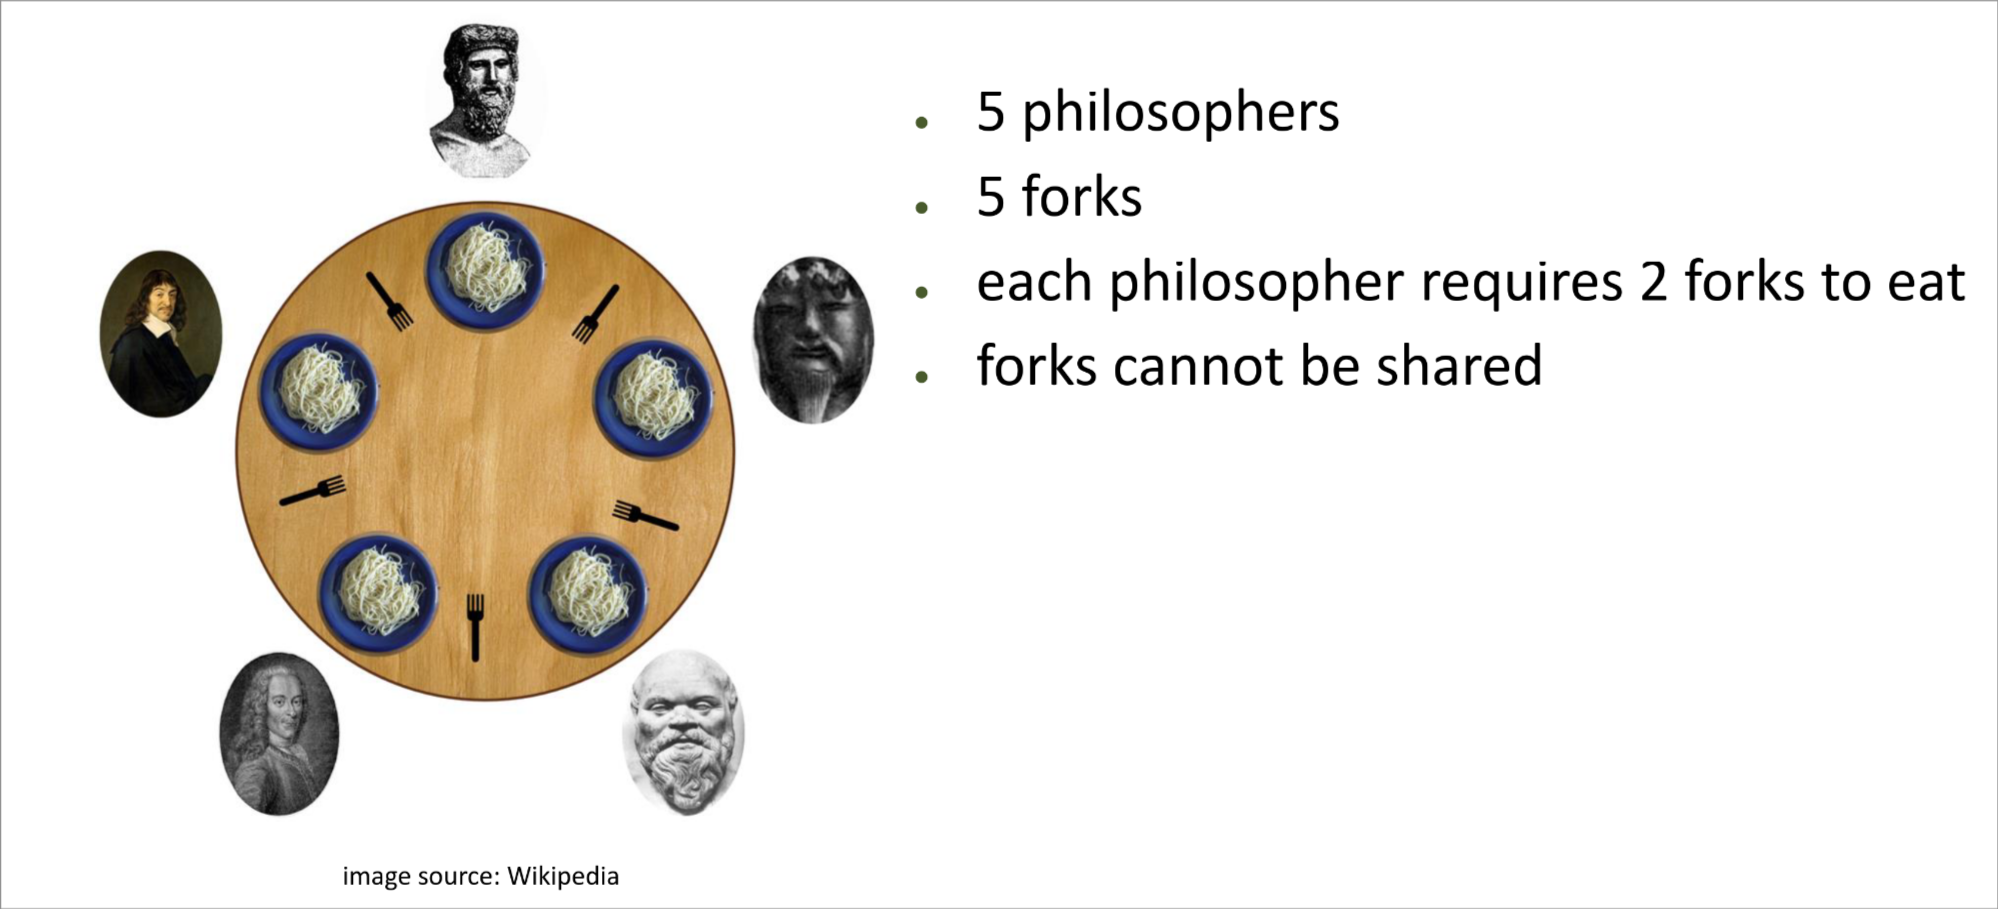 5 philosophers
5 forks
each philosopher requires 2 forks to eat
forks cannot be shared
image source: Wikipedia